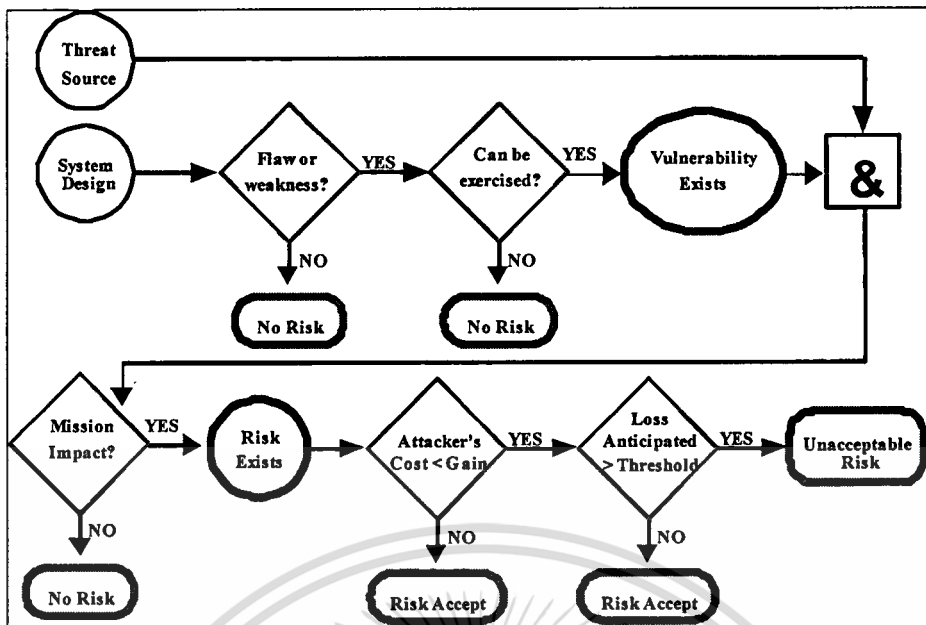 Threat
Source
System
Design
Flaw or
weakness?
YES
Can be
exercised?
YES
Vulnerability
Exists
&
NO
NO
No Risk
No Risk
Mission
Impact?
YES
Risk
Exists
Attacker's
Cost < Gain
YES
Loss
Anticipated
> Threshold
YES
Unacceptable
Risk
NO
NO
NO
No Risk
Risk Accept
Risk Accept